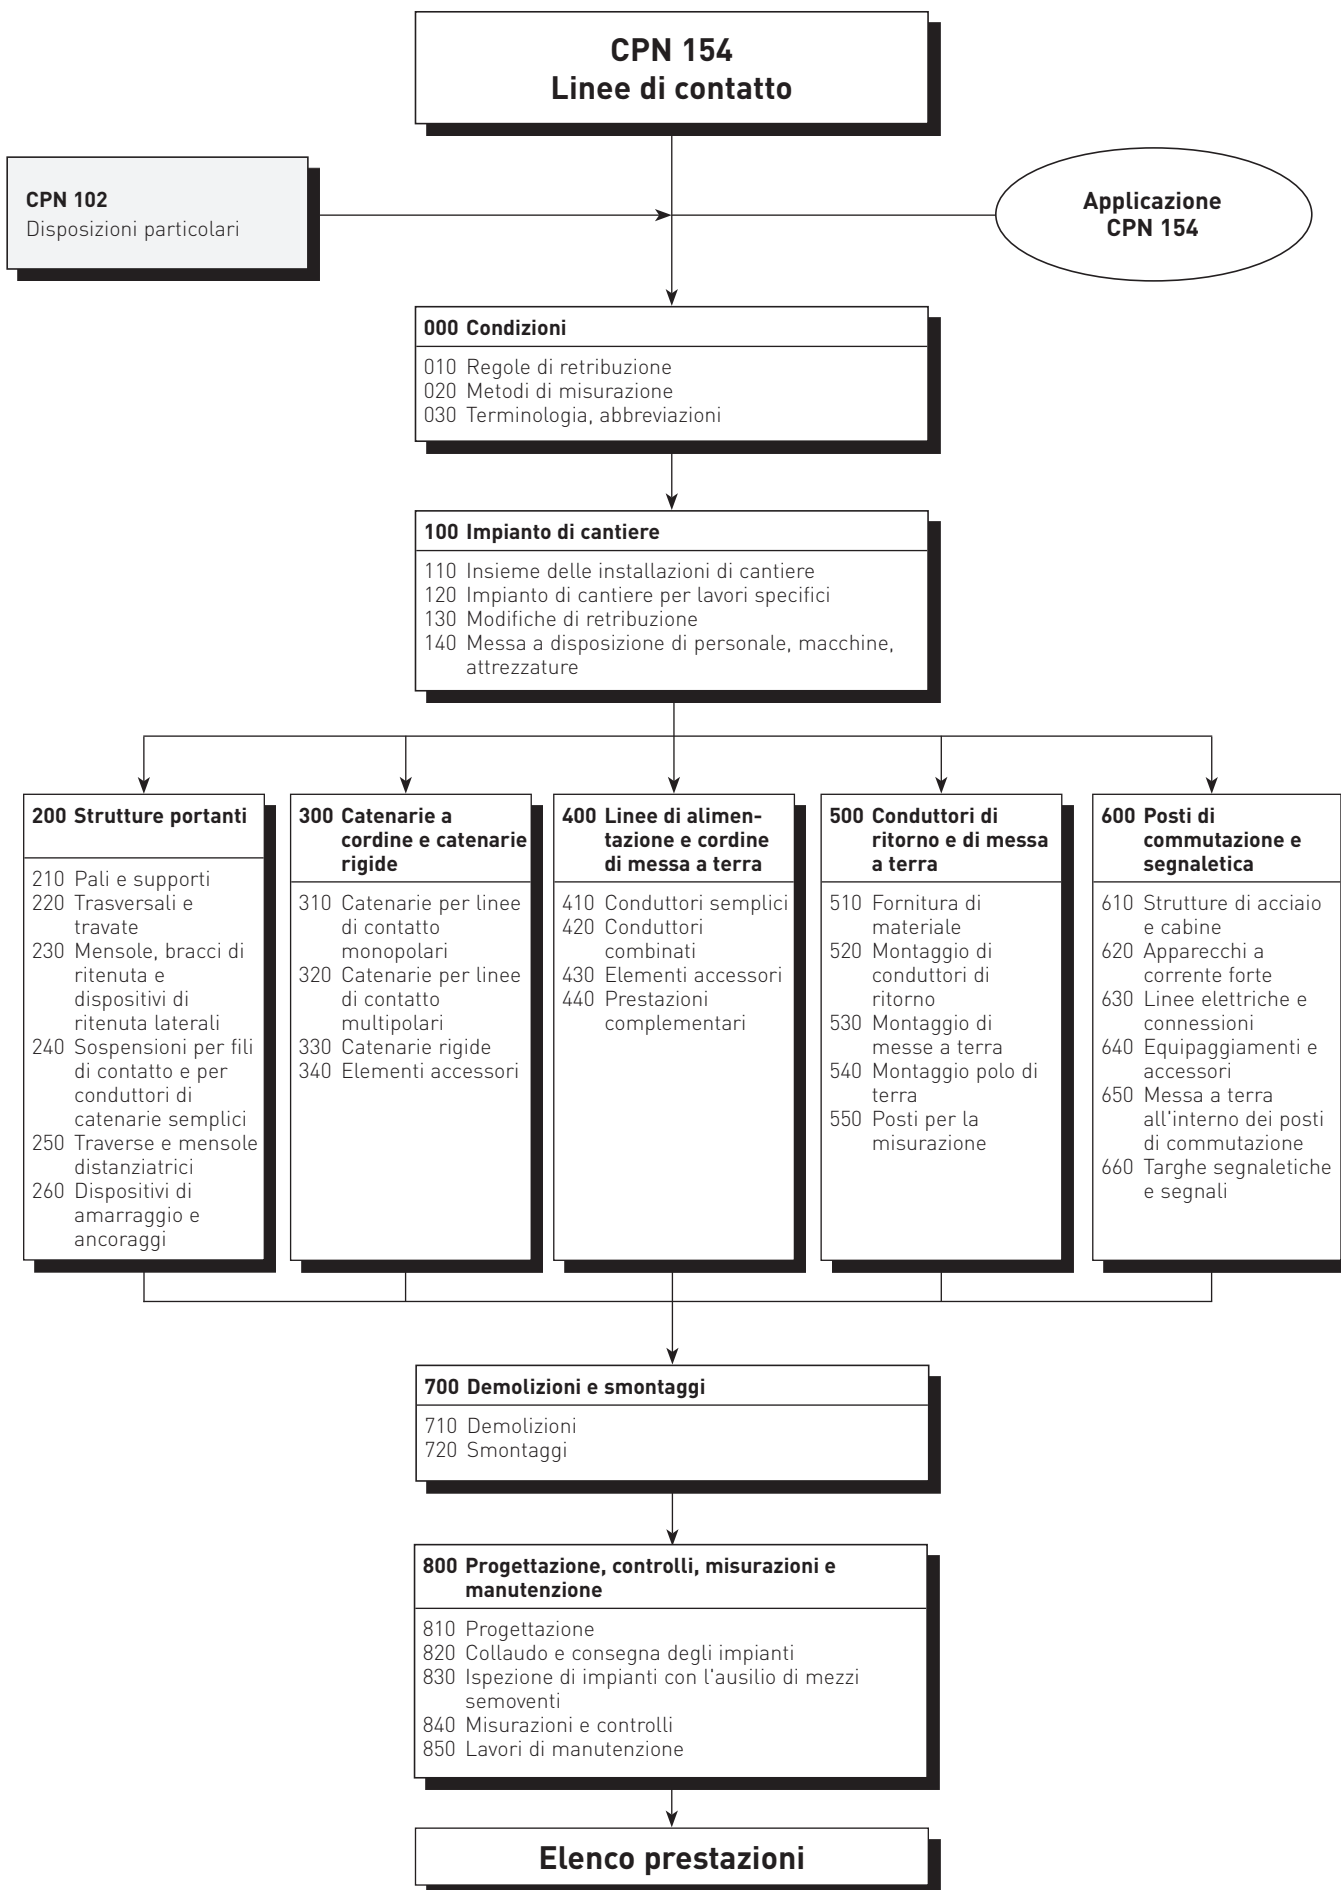 CPN 154
Linee di contatto
CPN 102
Disposizioni particolari
Applicazione
CPN 154
000 Condizioni
010 Regole di retribuzione
020 Metodi di misurazione
030 Terminologia, abbreviazioni
100 Impianto di cantiere
110 Insieme delle installazioni di cantiere
120 Impianto di cantiere per lavori specifici
130 Modifiche di retribuzione
140 Messa a disposizione di personale, macchine,
attrezzature
200 Strutture portanti
210 Pali e supporti
220 Trasversali e
travate
230 Mensole, bracci di
ritenuta e
dispositivi di
ritenuta laterali
240 Sospensioni per fili
di contatto e per
conduttori di
catenarie semplici
250 Traverse e mensole
distanziatrici
260 Dispositivi di
amarraggio e
ancoraggi
300 Catenarie a
cordine e catenarie
rigide
310 Catenarie per linee
di contatto
monopolari
320 Catenarie per linee
di contatto
multipolari
330 Catenarie rigide
340 Elementi accessori
400 Linee di alimen-
tazione e cordine
di messa a terra
410 Conduttori semplici
420 Conduttori
combinati
430 Elementi accessori
440 Prestazioni
complementari
500 Conduttori di
ritorno e di messa
a terra
510 Fornitura di
materiale
520 Montaggio di
conduttori di
ritorno
530 Montaggio di
messe a terra
540 Montaggio polo di
terra
550 Posti per la
misurazione
600 Posti di
commutazione e
segnaletica
610 Strutture di acciaio
e cabine
620 Apparecchi a
corrente forte
630 Linee elettriche e
connessioni
640 Equipaggiamenti e
accessori
650 Messa a terra
all'interno dei posti
di commutazione
660 Targhe segnaletiche
e segnali
700 Demolizioni e smontaggi
710 Demolizioni
720 Smontaggi
800 Progettazione, controlli, misurazioni e
manutenzione
810 Progettazione
820 Collaudo e consegna degli impianti
830 Ispezione di impianti con l'ausilio di mezzi
semoventi
840 Misurazioni e controlli
850 Lavori di manutenzione
Elenco prestazioni